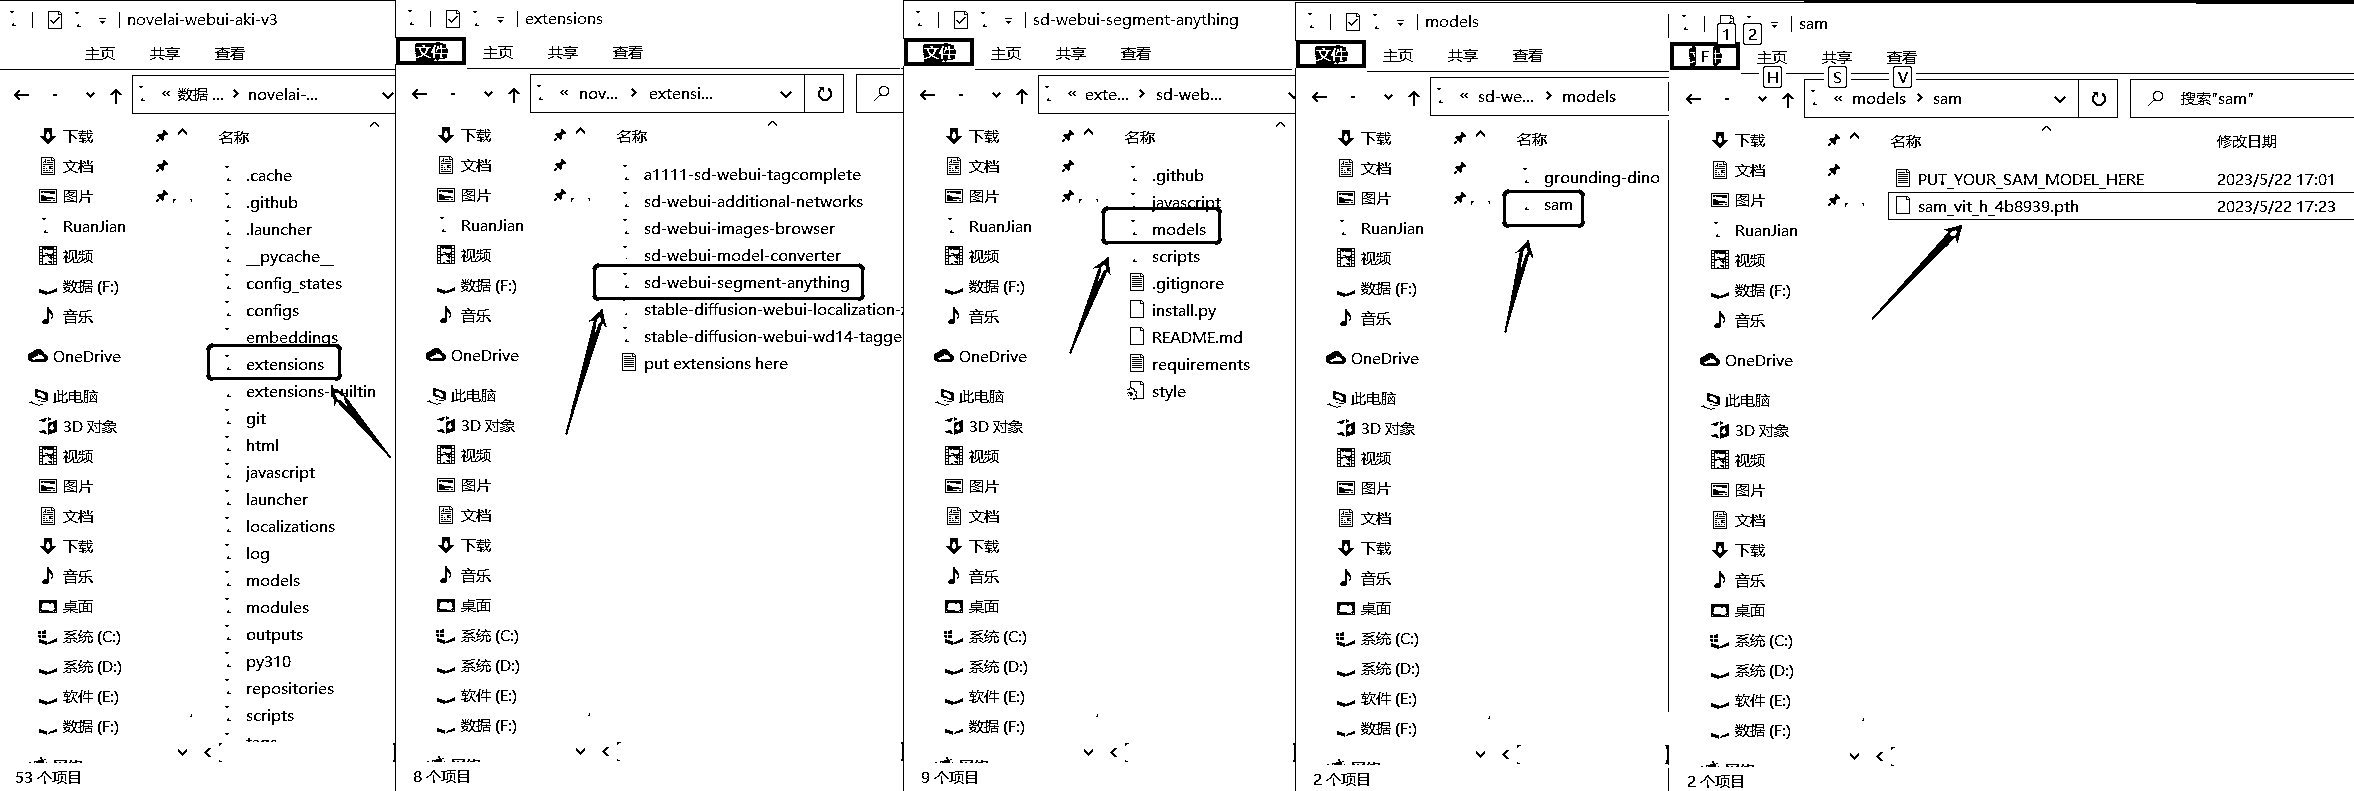 novelai-webui-aki-v3
主页 共享 查看
« 数据 ... › novelai-...
名称
下载
文档
图片
RuanJian
视频
数据 (F:)
音乐
OneDrive
此电脑
3D 对象
视频
图片
文档
下载
音乐
桌面
系统 (C:)
系统 (D:)
软件 (E:)
数据 (F:)
.cache
.github
.launcher
__pycache__
config_states
configs
embeddings
extensions
git
html
javascript
launcher
localizations
log
models
modules
outputs
py310
repositories
scripts
53 个项目
extensions
文件 主页 共享 查看
« nov... › extensi...
名称
下载
文档
图片
RuanJian
视频
数据 (F:)
音乐
OneDrive
此电脑
3D 对象
视频
图片
文档
下载
音乐
桌面
系统 (C:)
系统 (D:)
软件 (E:)
数据 (F:)
a1111-sd-webui-tagcomplete
sd-webui-additional-networks
sd-webui-images-browser
sd-webui-model-converter
sd-webui-segment-anything
stable-diffusion-webui-localization-z
stable-diffusion-webui-wd14-tagge
put extensions here
8 个项目
sd-webui-segment-anything
文件 主页 共享 查看
« exte... › sd-web...
名称
下载
文档
图片
RuanJian
视频
数据 (F:)
音乐
OneDrive
此电脑
3D 对象
视频
图片
文档
下载
音乐
桌面
系统 (C:)
系统 (D:)
软件 (E:)
数据 (F:)
.github
javascript
models
scripts
.gitignore
install.py
README.md
requirements
style
9 个项目
models
文件 主页 共享 查看
« sd-we... › models
名称
下载
文档
图片
RuanJian
视频
数据 (F:)
音乐
OneDrive
此电脑
3D 对象
视频
图片
文档
下载
音乐
桌面
系统 (C:)
系统 (D:)
软件 (E:)
数据 (F:)
grounding-dino
sam
2 个项目
1 2 sam
F 主页 共享 查看
H S V
« models › sam
搜索"sam"
名称 修改日期
下载
文档
图片
RuanJian
视频
数据 (F:)
音乐
OneDrive
此电脑
3D 对象
视频
图片
文档
下载
音乐
桌面
系统 (C:)
系统 (D:)
软件 (E:)
数据 (F:)
PUT_YOUR_SAM_MODEL_HERE 2023/5/22 17:01
sam_vit_h_4b8939.pth 2023/5/22 17:23
2 个项目